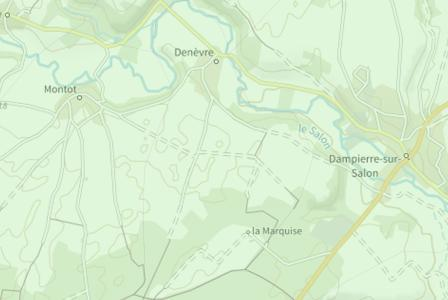 Denèvre
Montot
le Salon
Dampierre-sur-
Salon
la Marquise